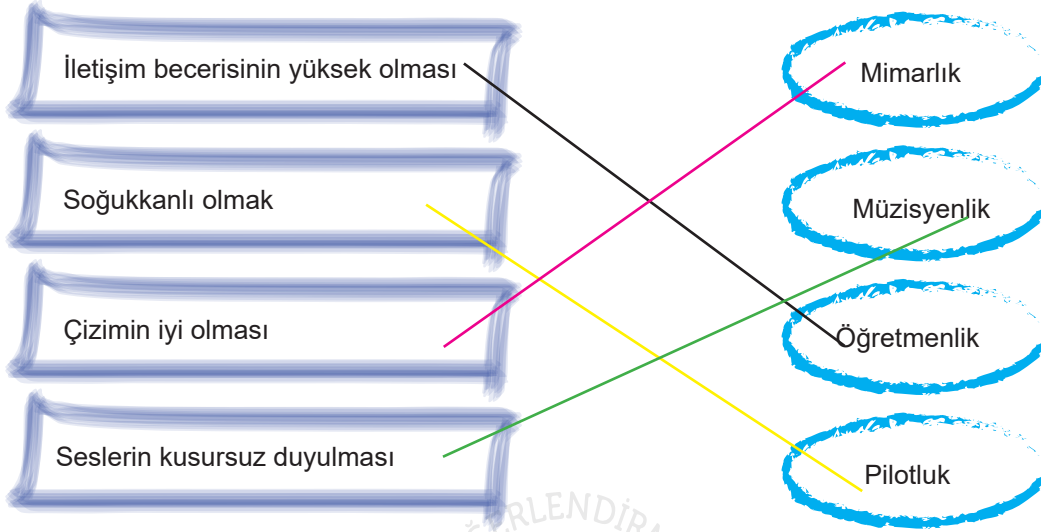 İletişim becerisinin yüksek olması
Mimarlık
Soğukkanlı olmak
Müzisyenlik
Çizimin iyi olması
Öğretmenlik
Seslerin kusursuz duyulması
Pilotluk